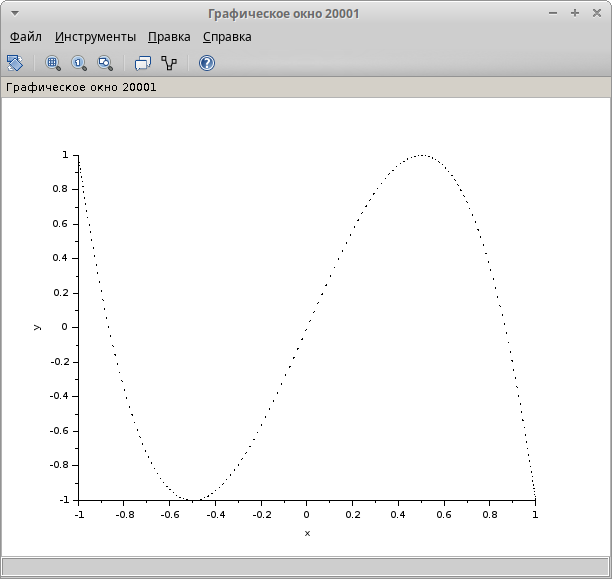 Графическое окно 20001
Файл Инструменты Правка Справка
Графическое окно 20001
1
0.8
0.6
0.4
0.2
0
-0.2
-0.4
-0.6
-0.8
-1
y
-1 -0.8 -0.6 -0.4 -0.2 0 0.2 0.4 0.6 0.8 1
x